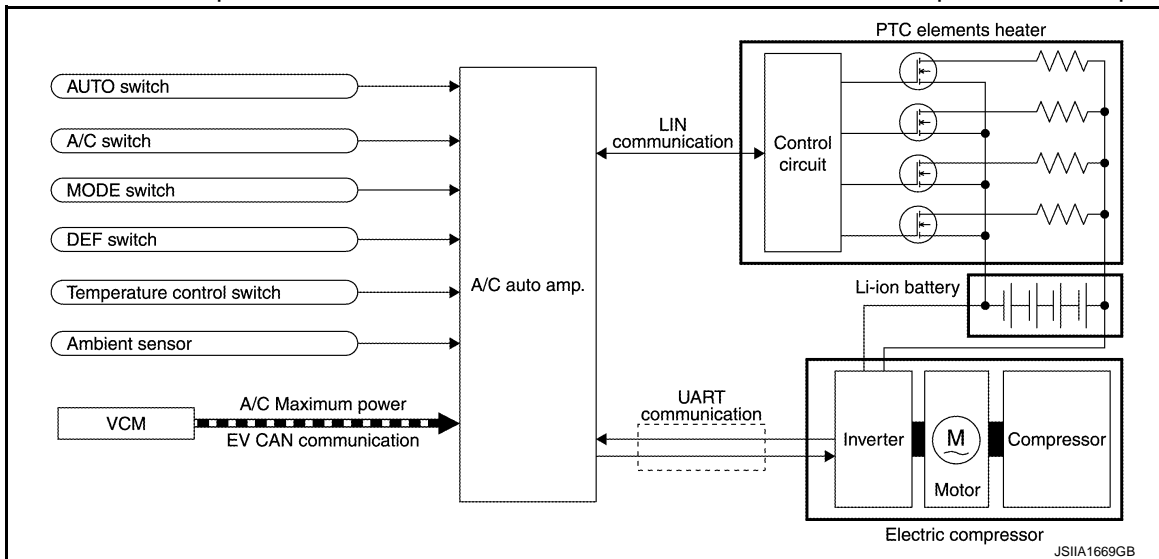 PTC elements heater
AUTO switch
A/C switch
MODE switch
DEF switch
Temperature control switch
Ambient sensor
VCM
A/C Maximum power
EV CAN communication
A/C auto amp.
LIN
communication
Control
circuit
Li-ion battery
UART
communication
Inverter
M
Motor
Compressor
Electric compressor
JSIIA1669GB